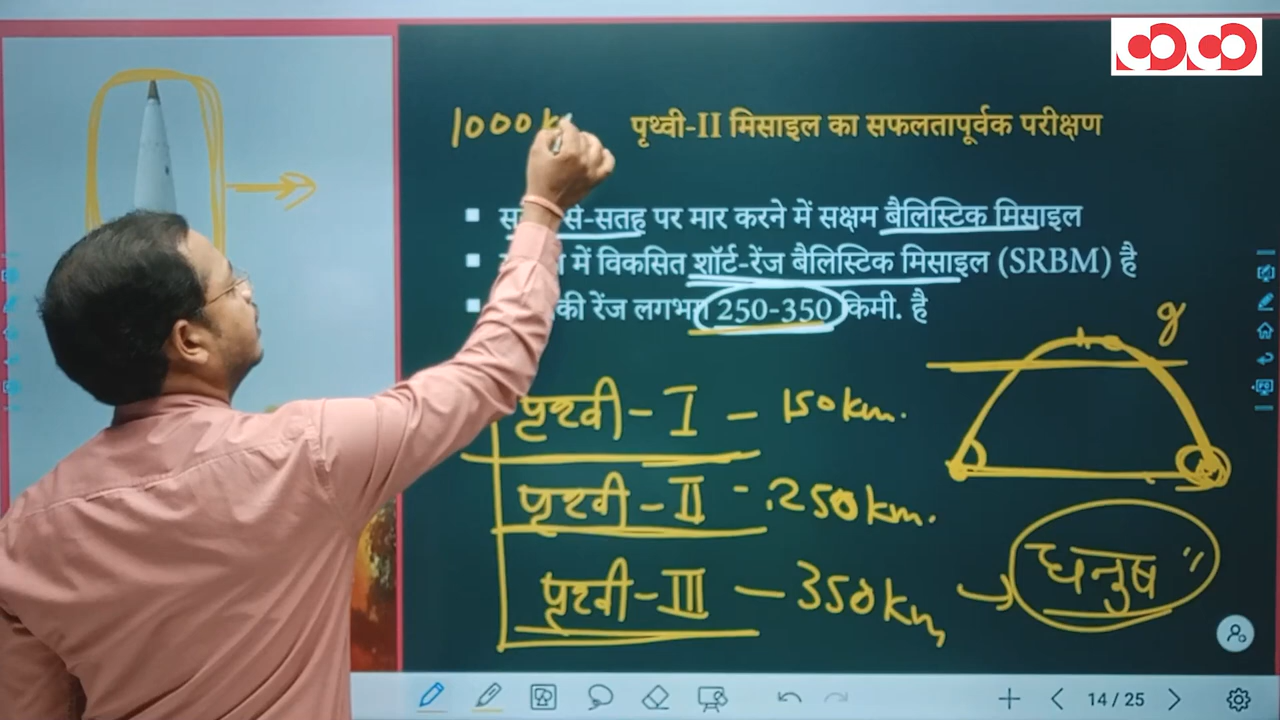 1000 k
पृथ्वी-II मिसाइल का सफलतापूर्वक परीक्षण
से-सतह पर मार करने में सक्षम बैलिस्टिक मिसाइल
में विकसित शॉर्ट-रेंज बैलिस्टिक मिसाइल (SRBM) है
की रेंज लगभग 250-350 किमी. है
g
पृथ्वी-I - 150 km.
पृथ्वी-II - 250 km.
पृथ्वी-III - 350 km
धनुष"
14 / 25